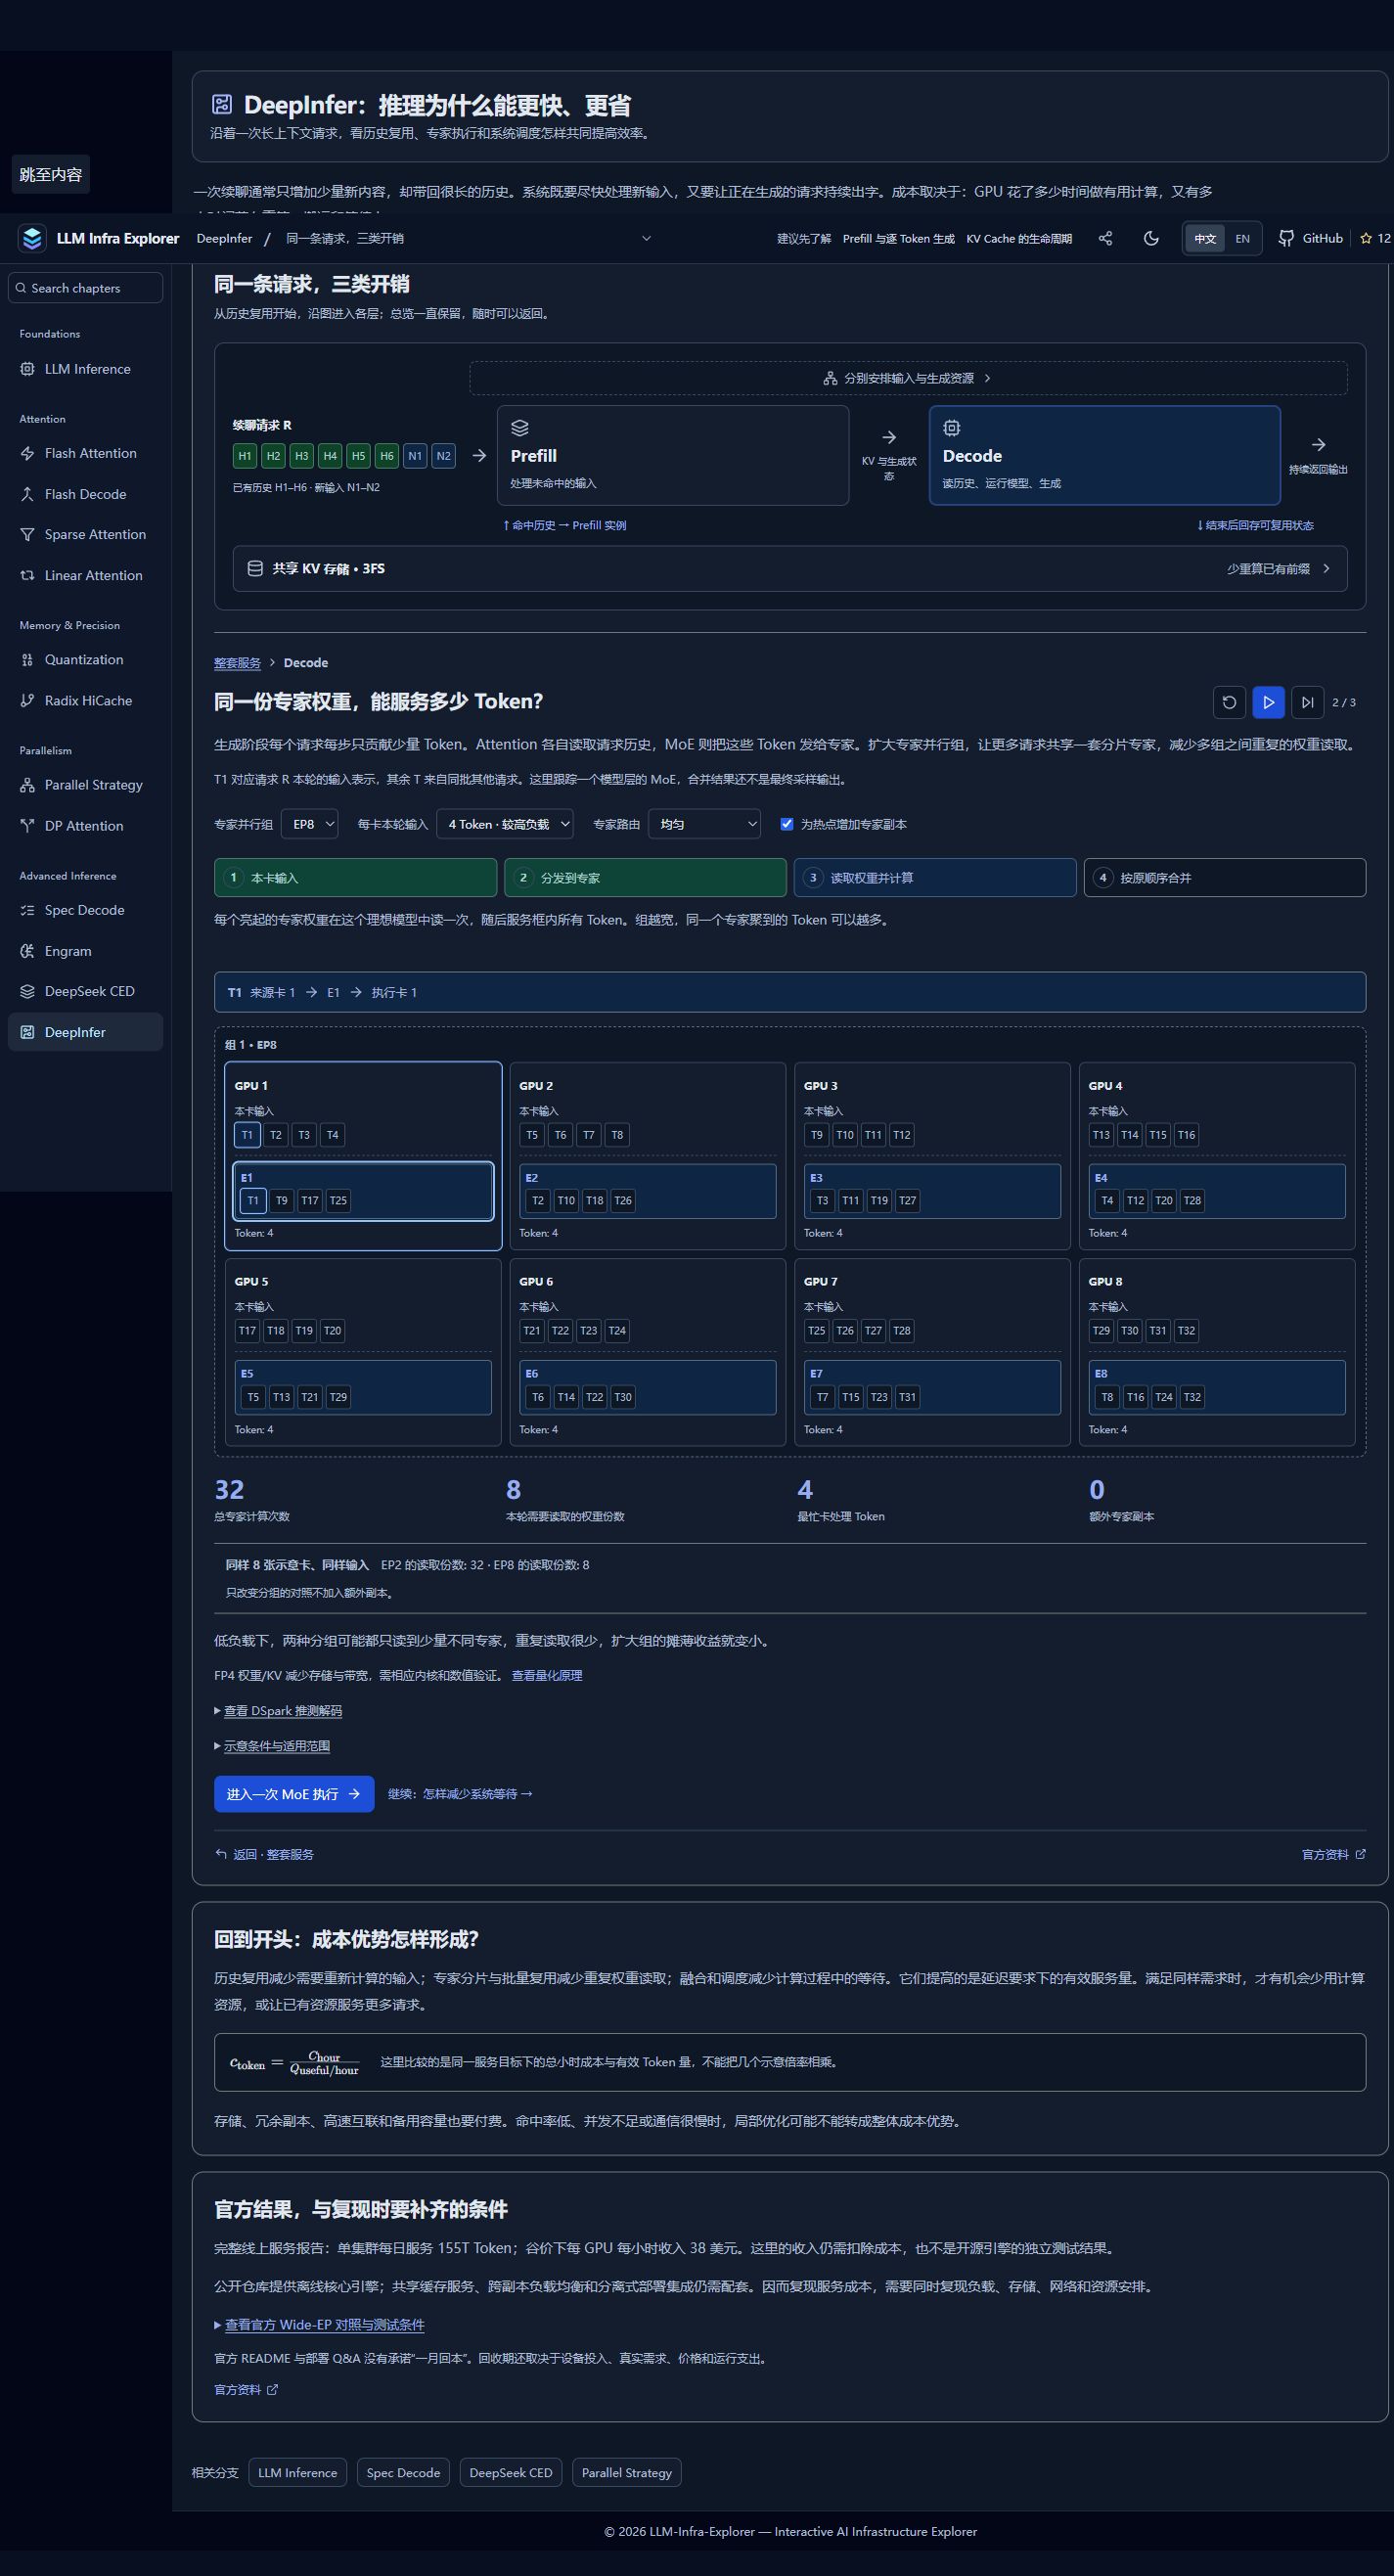 DeepInfer：推理为什么能更快、更省
沿着一次长上下文请求，看历史复用、专家执行和系统调度怎样共同提高效率。
跳至内容
一次续聊通常只增加少量新内容，却带回很长的历史。系统既要尽快处理新输入，又要让正在生成的请求持续出字。成本取决于：GPU 花了多少时间做有用计算，又有多
LLM Infra Explorer
DeepInfer / 同一条请求，三类开销
建议先了解 Prefill 与逐 Token 生成 KV Cache 的生命周期
中文 EN
GitHub
12
Search chapters
Foundations
LLM Inference
Attention
Flash Attention
Flash Decode
Sparse Attention
Linear Attention
Memory & Precision
Quantization
Radix HiCache
Parallelism
Parallel Strategy
DP Attention
Advanced Inference
Spec Decode
Engram
DeepSeek CED
DeepInfer
同一条请求，三类开销
从历史复用开始，沿图进入各层；总览一直保留，随时可以返回。
分别安排输入与生成资源
续聊请求 R
H1 H2 H3 H4 H5 H6 N1 N2
已有历史 H1–H6 · 新输入 N1–N2
Prefill
处理未命中的输入
KV 与生成状
态
Decode
读历史、运行模型、生成
持续返回输出
↑ 命中历史 → Prefill 实例
↓ 结束后回存可复用状态
共享 KV 存储 • 3FS
少重算已有前缀
整套服务 > Decode
同一份专家权重，能服务多少 Token？
2 / 3
生成阶段每个请求每步只贡献少量 Token。Attention 各自读取请求历史，MoE 则把这些 Token 发给专家。扩大专家并行组，让更多请求共享一套分片专家，减少多组之间重复的权重读取。
T1 对应请求 R 本轮的输入表示，其余 T 来自同批其他请求。这里跟踪一个模型层的 MoE，合并结果还不是最终采样输出。
专家并行组 EP8 每卡本轮输入 4 Token · 较高负载 专家路由 均匀 为热点增加专家副本
1 本卡输入
2 分发到专家
3 读取权重并计算
4 按原顺序合并
每个亮起的专家权重在这个理想模型中读一次，随后服务框内所有 Token。组越宽，同一个专家聚到的 Token 可以越多。
T1 来源卡 1 → E1 → 执行卡 1
组 1 • EP8
GPU 1
本卡输入
T1 T2 T3 T4
E1
T1 T9 T17 T25
Token: 4
GPU 2
本卡输入
T5 T6 T7 T8
E2
T2 T10 T18 T26
Token: 4
GPU 3
本卡输入
T9 T10 T11 T12
E3
T3 T11 T19 T27
Token: 4
GPU 4
本卡输入
T13 T14 T15 T16
E4
T4 T12 T20 T28
Token: 4
GPU 5
本卡输入
T17 T18 T19 T20
E5
T5 T13 T21 T29
Token: 4
GPU 6
本卡输入
T21 T22 T23 T24
E6
T6 T14 T22 T30
Token: 4
GPU 7
本卡输入
T25 T26 T27 T28
E7
T7 T15 T23 T31
Token: 4
GPU 8
本卡输入
T29 T30 T31 T32
E8
T8 T16 T24 T32
Token: 4
32
总专家计算次数
8
本轮需要读取的权重份数
4
最忙卡处理 Token
0
额外专家副本
同样 8 张示意卡、同样输入 EP2 的读取份数: 32 · EP8 的读取份数: 8
只改变分组的对照不加入额外副本。
低负载下，两种分组可能都只读到少量不同专家，重复读取很少，扩大组的摊薄收益就变小。
FP4 权重/KV 减少存储与带宽，需相应内核和数值验证。 查看量化原理
▶ 查看 DSpark 推测解码
▶ 示意条件与适用范围
进入一次 MoE 执行 →
继续：怎样减少系统等待 →
返回 · 整套服务
官方资料
回到开头：成本优势怎样形成？
历史复用减少需要重新计算的输入；专家分片与批量复用减少重复权重读取；融合和调度减少计算过程中的等待。它们提高的是延迟要求下的有效服务量。满足同样需求时，才有机会少用计算
资源，或让已有资源服务更多请求。
c_token = C_hour / Q_useful/hour 这里比较的是同一服务目标下的总小时成本与有效 Token 量，不能把几个示意倍率相乘。
存储、冗余副本、高速互联和备用容量也要付费。命中率低、并发不足或通信很慢时，局部优化可能不能转成整体成本优势。
官方结果，与复现时要补齐的条件
完整线上服务报告：单集群每日服务 155T Token；谷价下每 GPU 每小时收入 38 美元。这里的收入仍需扣除成本，也不是开源引擎的独立测试结果。
公开仓库提供离线核心引擎；共享缓存服务、跨副本负载均衡和分离式部署集成仍需配套。因而复现服务成本，需要同时复现负载、存储、网络和资源安排。
▶ 查看官方 Wide-EP 对照与测试条件
官方 README 与部署 Q&A 没有承诺“一月回本”。回收期还取决于设备投入、真实需求、价格和运行支出。
官方资料
相关分支 LLM Inference Spec Decode DeepSeek CED Parallel Strategy
© 2026 LLM-Infra-Explorer — Interactive AI Infrastructure Explorer